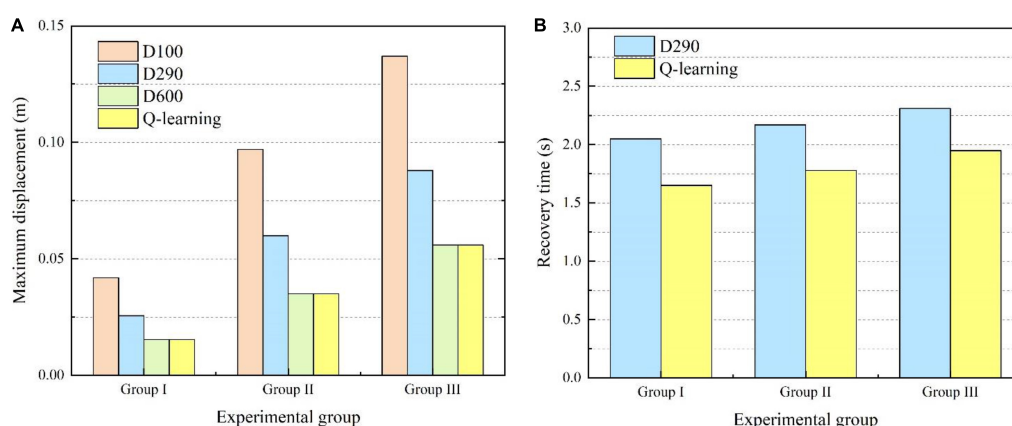 A
Maximum displacement (m)
0.15
0.10
0.05
0.00
D100
D290
D600
Q-learning
Group I
Group II
Group III
Experimental group
B
Recovery time (s)
3.0
2.5
2.0
1.5
1.0
0.5
0.0
D290
Q-learning
Group I
Group II
Group III
Experimental group